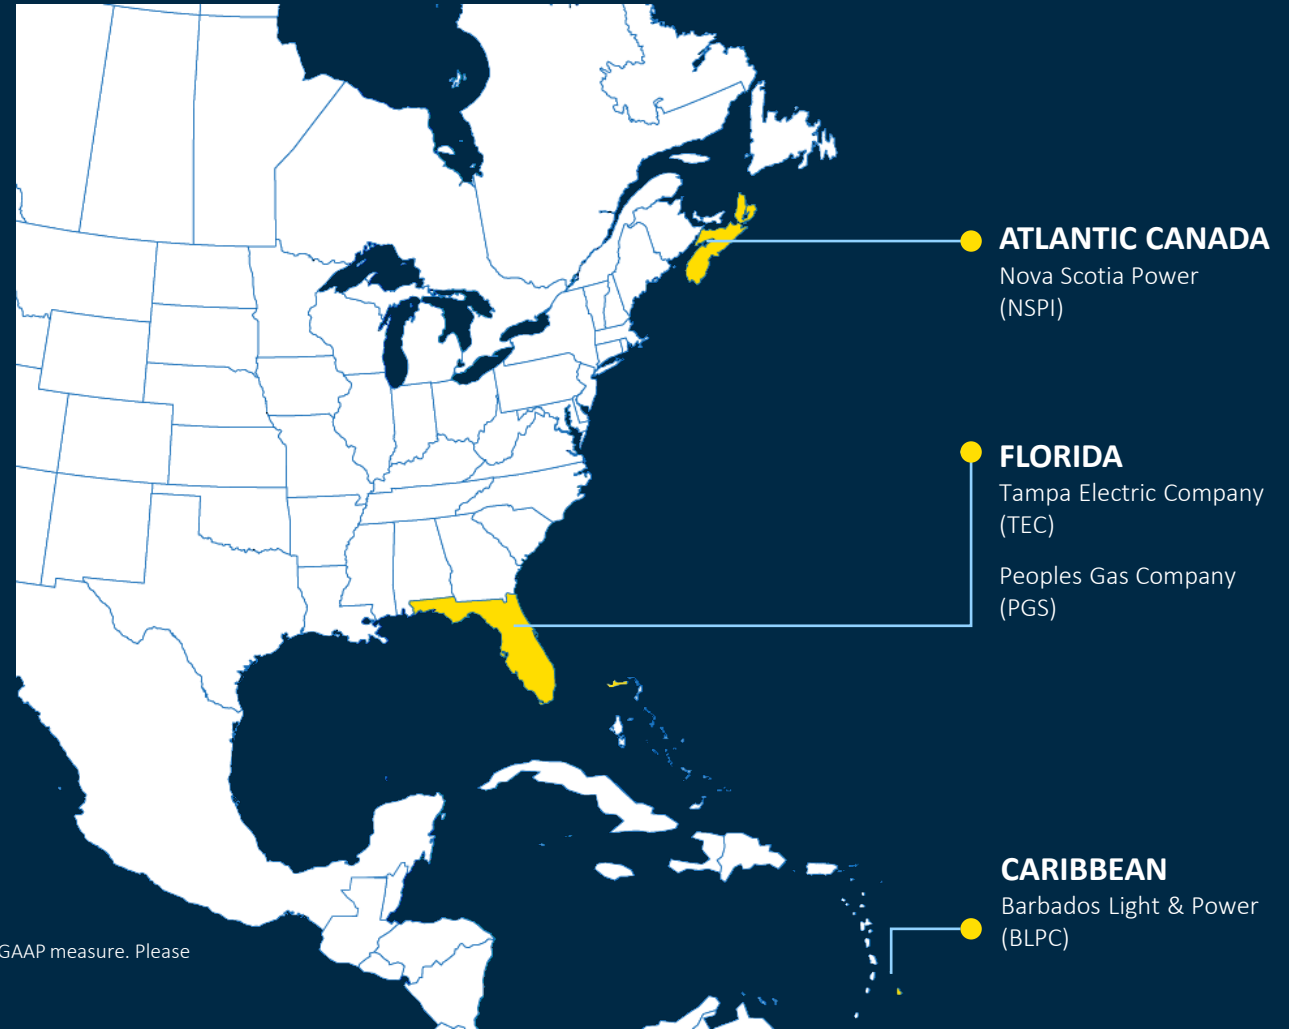 ATLANTIC CANADA
Nova Scotia Power
(NSPI)
FLORIDA
Tampa Electric Company
(TEC)
Peoples Gas Company
(PGS)
CARIBBEAN
Barbados Light & Power
(BLPC)
GAAP measure. Please